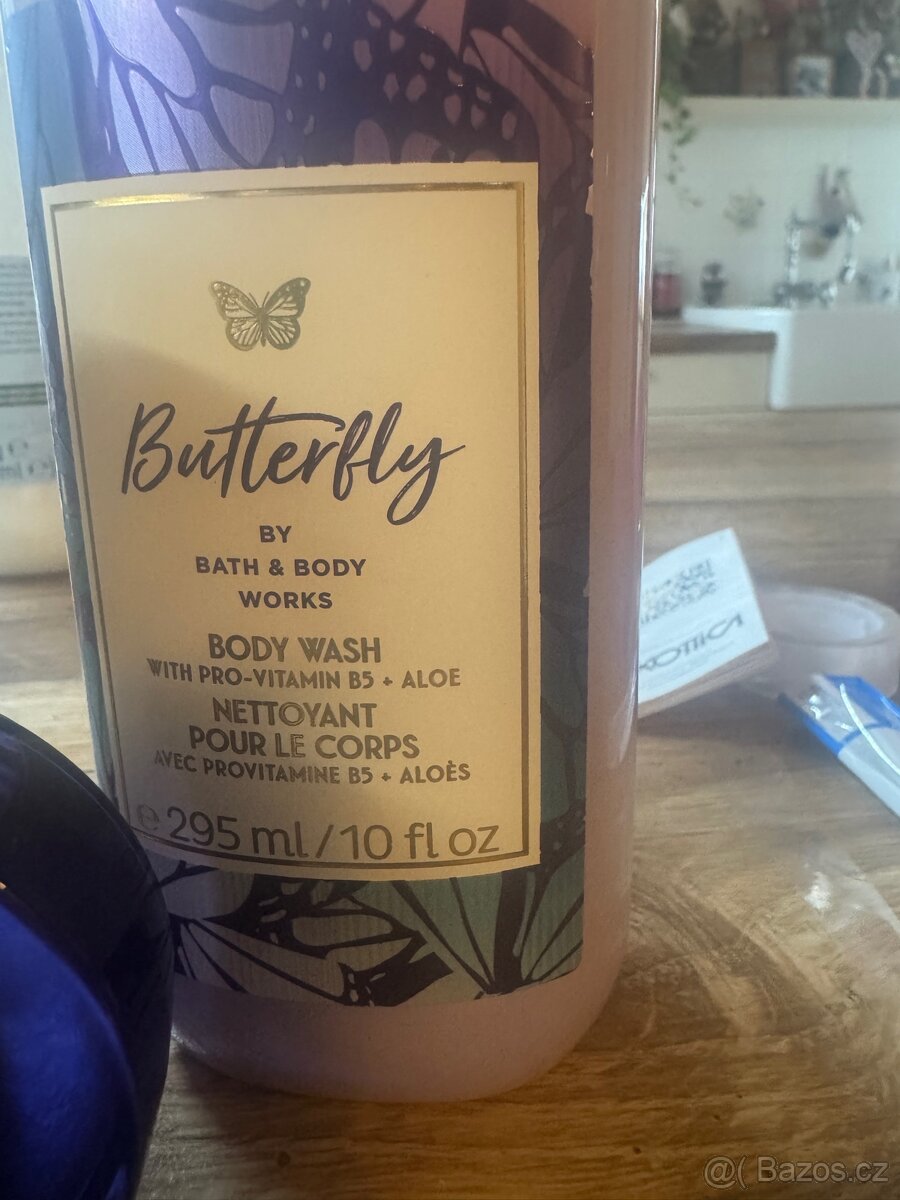 Butterfly
BY
BATH & BODY
WORKS
BODY WASH
WITH PRO-VITAMIN B5 + ALOE
NETTOYANT
POUR LE CORPS
AVEC PROVITAMINE B5 + ALOÈS
℮ 295 ml / 10 fl oz
@( Bazos.cz